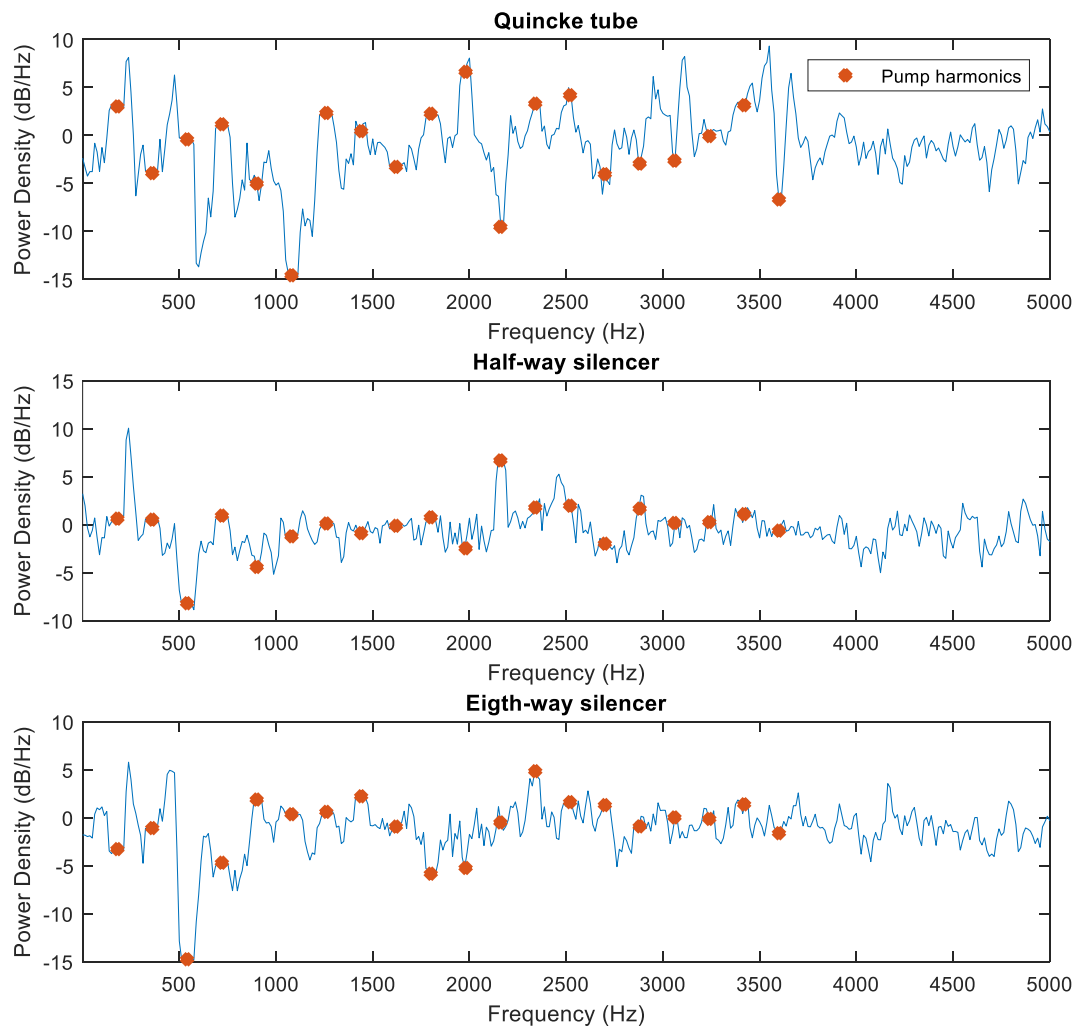 Quincke tube
10
5
0
-5
-10
-15
Power Density (dB/Hz)
Pump harmonics
500 1000 1500 2000 2500 3000 3500 4000 4500 5000
Frequency (Hz)
Half-way silencer
15
10
5
0
-5
-10
Power Density (dB/Hz)
500 1000 1500 2000 2500 3000 3500 4000 4500 5000
Frequency (Hz)
Eigth-way silencer
10
5
0
-5
-10
-15
Power Density (dB/Hz)
500 1000 1500 2000 2500 3000 3500 4000 4500 5000
Frequency (Hz)